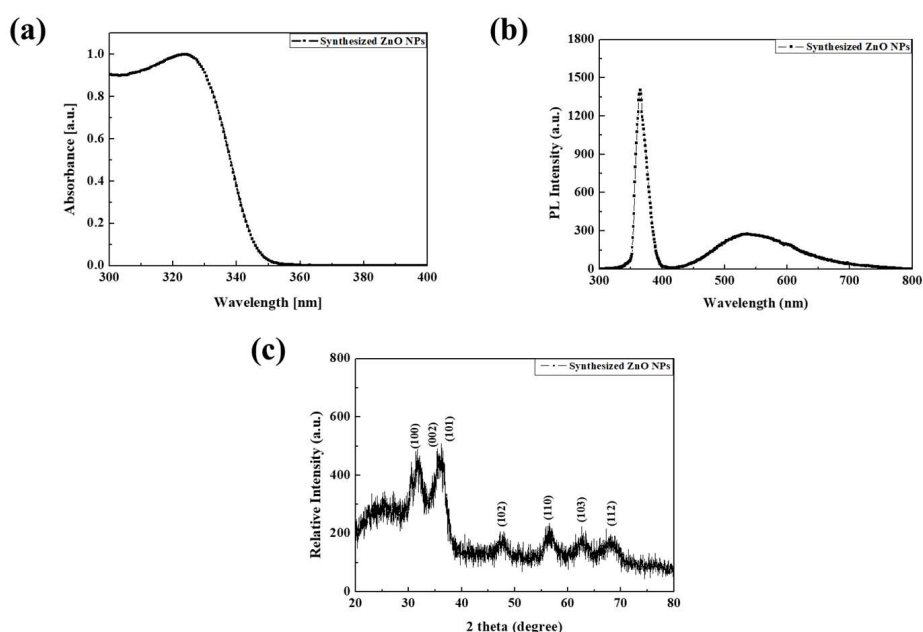 (a)
Synthesized ZnO NPs
1.0
0.8
0.6
0.4
0.2
0.0
Absorbance [a.u.]
300 320 340 360 380 400
Wavelength [nm]
(b)
Synthesized ZnO NPs
1800
1500
1200
900
600
300
0
PL Intensity (a.u.)
300 400 500 600 700 800
Wavelength (nm)
(c)
Synthesized ZnO NPs
800
600
400
200
0
Relative Intensity (a.u.)
(100)
(002)
(101)
(102)
(110)
(103)
(112)
20 30 40 50 60 70 80
2 theta (degree)